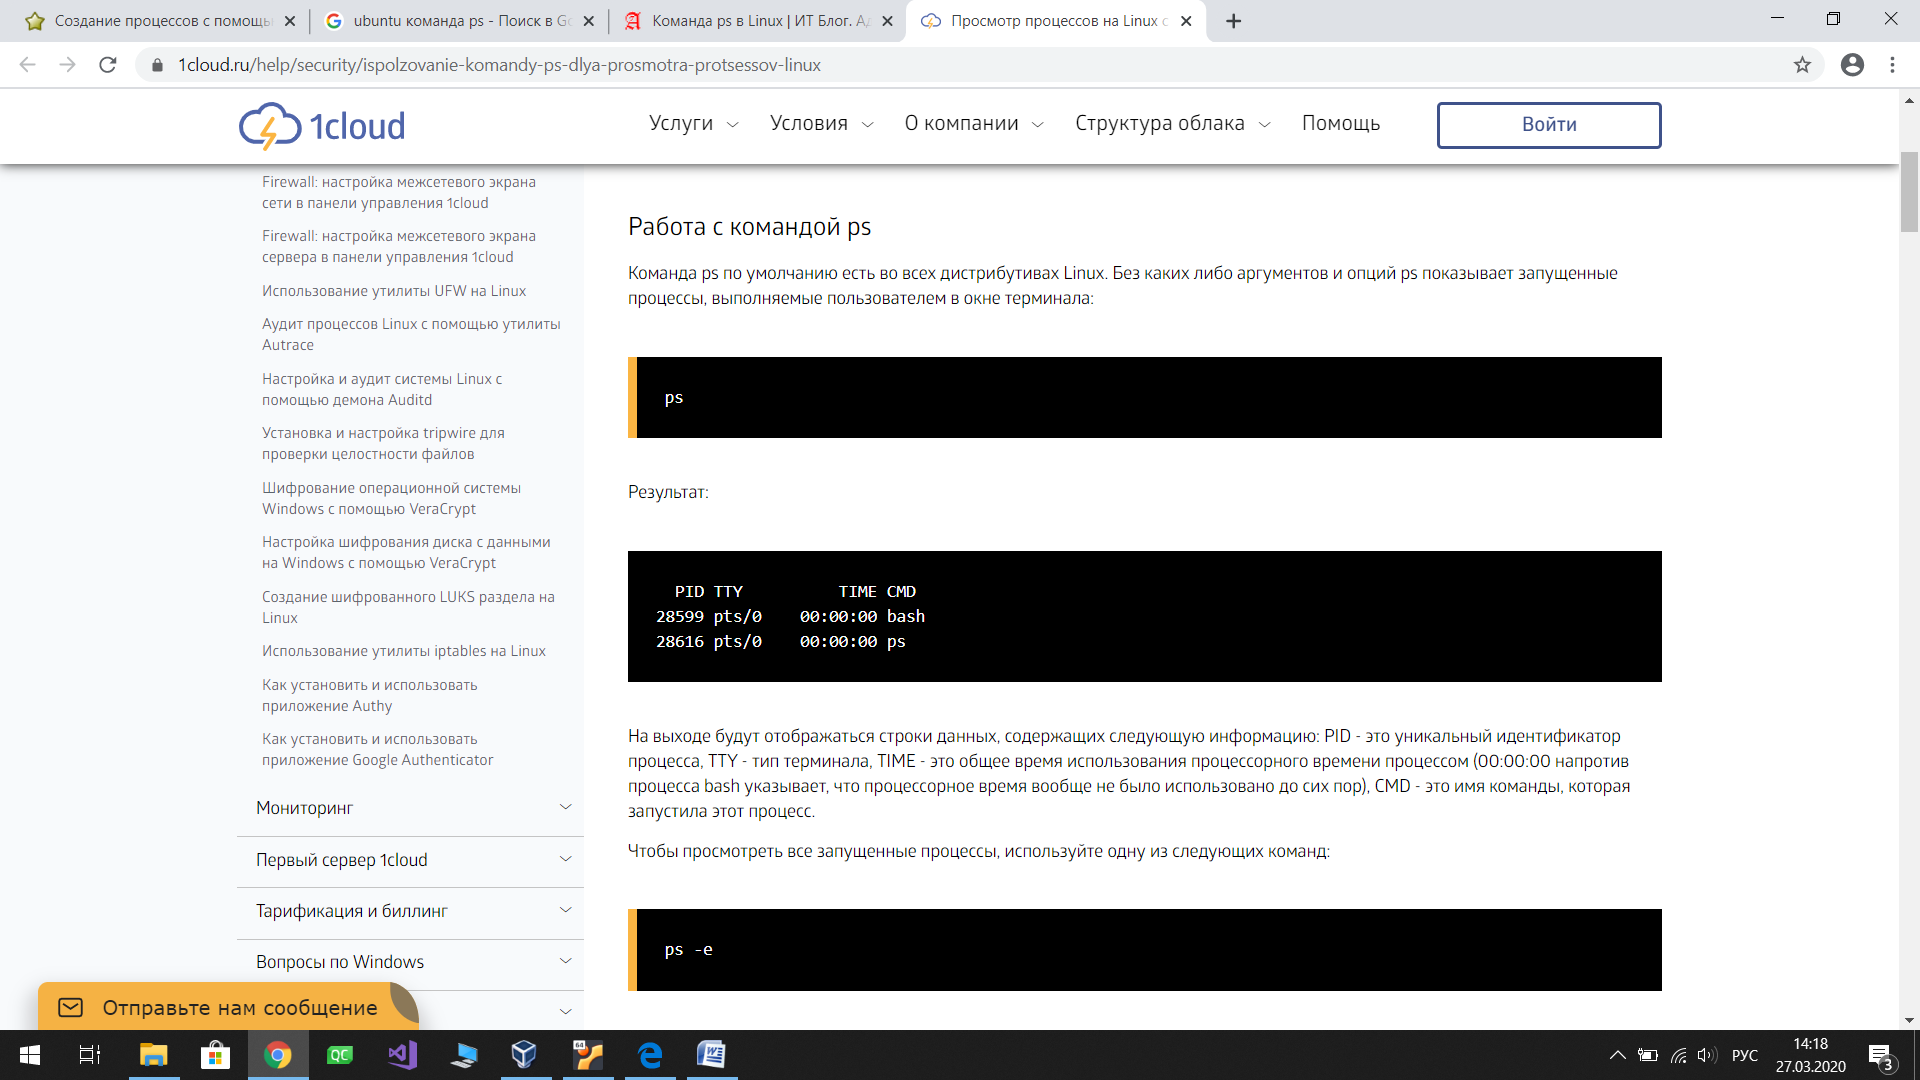 Создание процессов с помощь
ubuntu команда ps - Поиск в Go
Команда ps в Linux | ИТ Блог. Ад
Просмотр процессов на Linux с
1cloud.ru/help/security/ispolzovanie-komandy-ps-dlya-prosmotra-protsessov-linux
1cloud
Услуги
Условия
О компании
Структура облака
Помощь
Войти
Firewall: настройка межсетевого экрана
сети в панели управления 1cloud
Firewall: настройка межсетевого экрана
сервера в панели управления 1cloud
Использование утилиты UFW на Linux
Аудит процессов Linux с помощью утилиты
Autrace
Настройка и аудит системы Linux с
помощью демона Auditd
Установка и настройка tripwire для
проверки целостности файлов
Шифрование операционной системы
Windows с помощью VeraCrypt
Настройка шифрования диска с данными
на Windows с помощью VeraCrypt
Создание шифрованного LUKS раздела на
Linux
Использование утилиты iptables на Linux
Как установить и использовать
приложение Authy
Как установить и использовать
приложение Google Authenticator
Мониторинг
Первый сервер 1cloud
Тарификация и биллинг
Вопросы по Windows
Отправьте нам сообщение
Работа с командой ps
Команда ps по умолчанию есть во всех дистрибутивах Linux. Без каких либо аргументов и опций ps показывает запущенные
процессы, выполняемые пользователем в окне терминала:
ps
Результат:
PID TTY          TIME CMD
28599 pts/0    00:00:00 bash
28616 pts/0    00:00:00 ps
На выходе будут отображаться строки данных, содержащих следующую информацию: PID - это уникальный идентификатор
процесса, TTY - тип терминала, TIME - это общее время использования процессорного времени процессом (00:00:00 напротив
процесса bash указывает, что процессорное время вообще не было использовано до сих пор), CMD - это имя команды, которая
запустила этот процесс.
Чтобы просмотреть все запущенные процессы, используйте одну из следующих команд:
ps -e
QC
64
РУС
14:18
27.03.2020
3